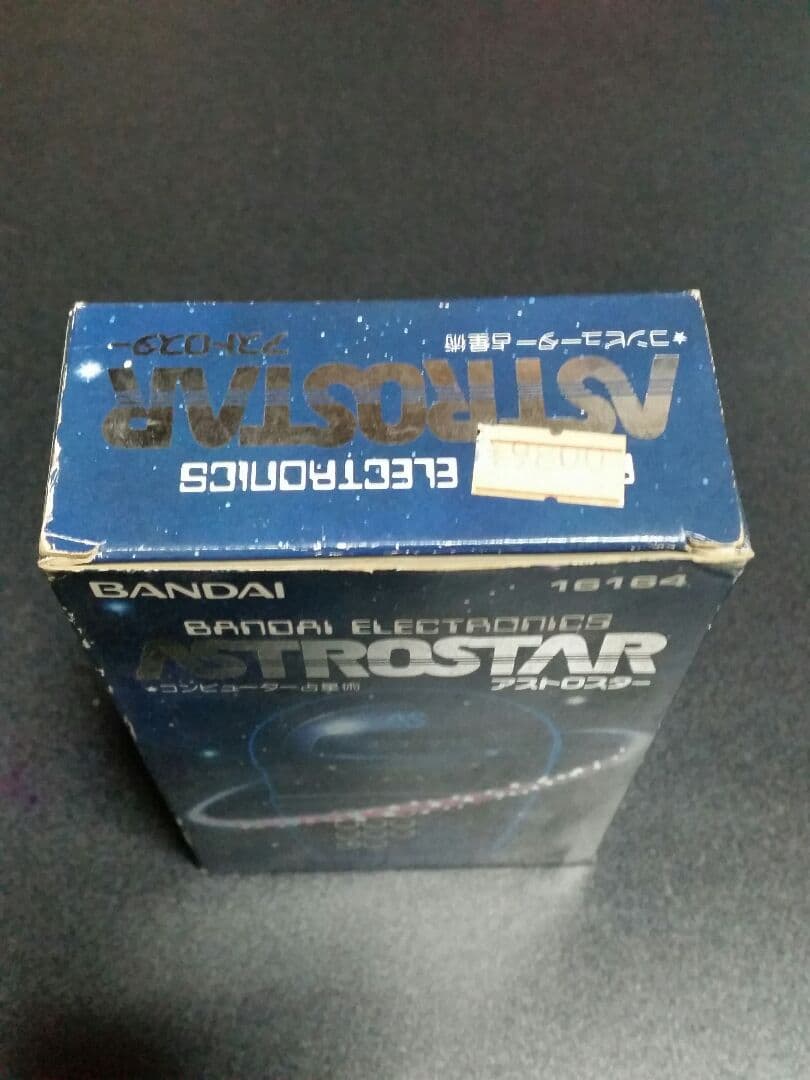 ELECTRONICS
ASTROSTAR
★コンピューター占星術 アストロスター
BANDAI 16184
BANDAI ELECTRONICS
ASTROSTAR
★コンピューター占星術 アストロスター